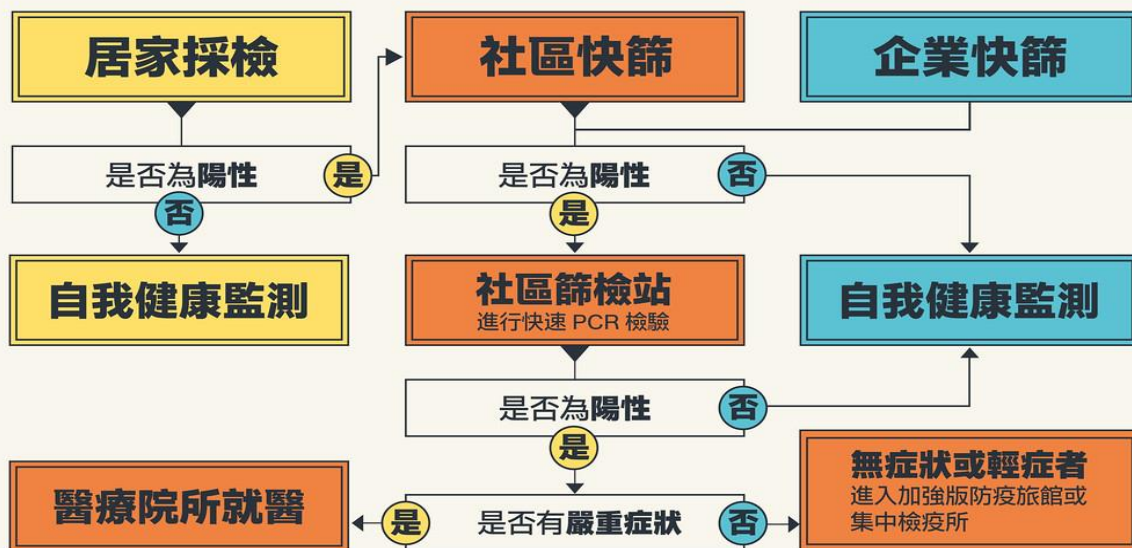 居家採檢
社區快篩
企業快篩
是否為陽性
是
否
是否為陽性
否
是
自我健康監測
社區篩檢站
進行快速 PCR 檢驗
自我健康監測
是否為陽性
否
是
醫療院所就醫
是
是否有嚴重症狀
否
無症狀或輕症者
進入加強版防疫旅館或
集中檢疫所